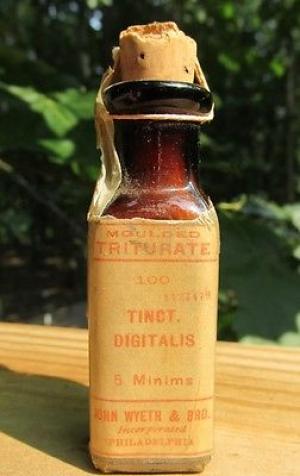 MOULDED
TRITURATE
100
TINCT.
DIGITALIS
5 Minims
JOHN WYETH & BRO.
Incorporated
PHILADELPHIA